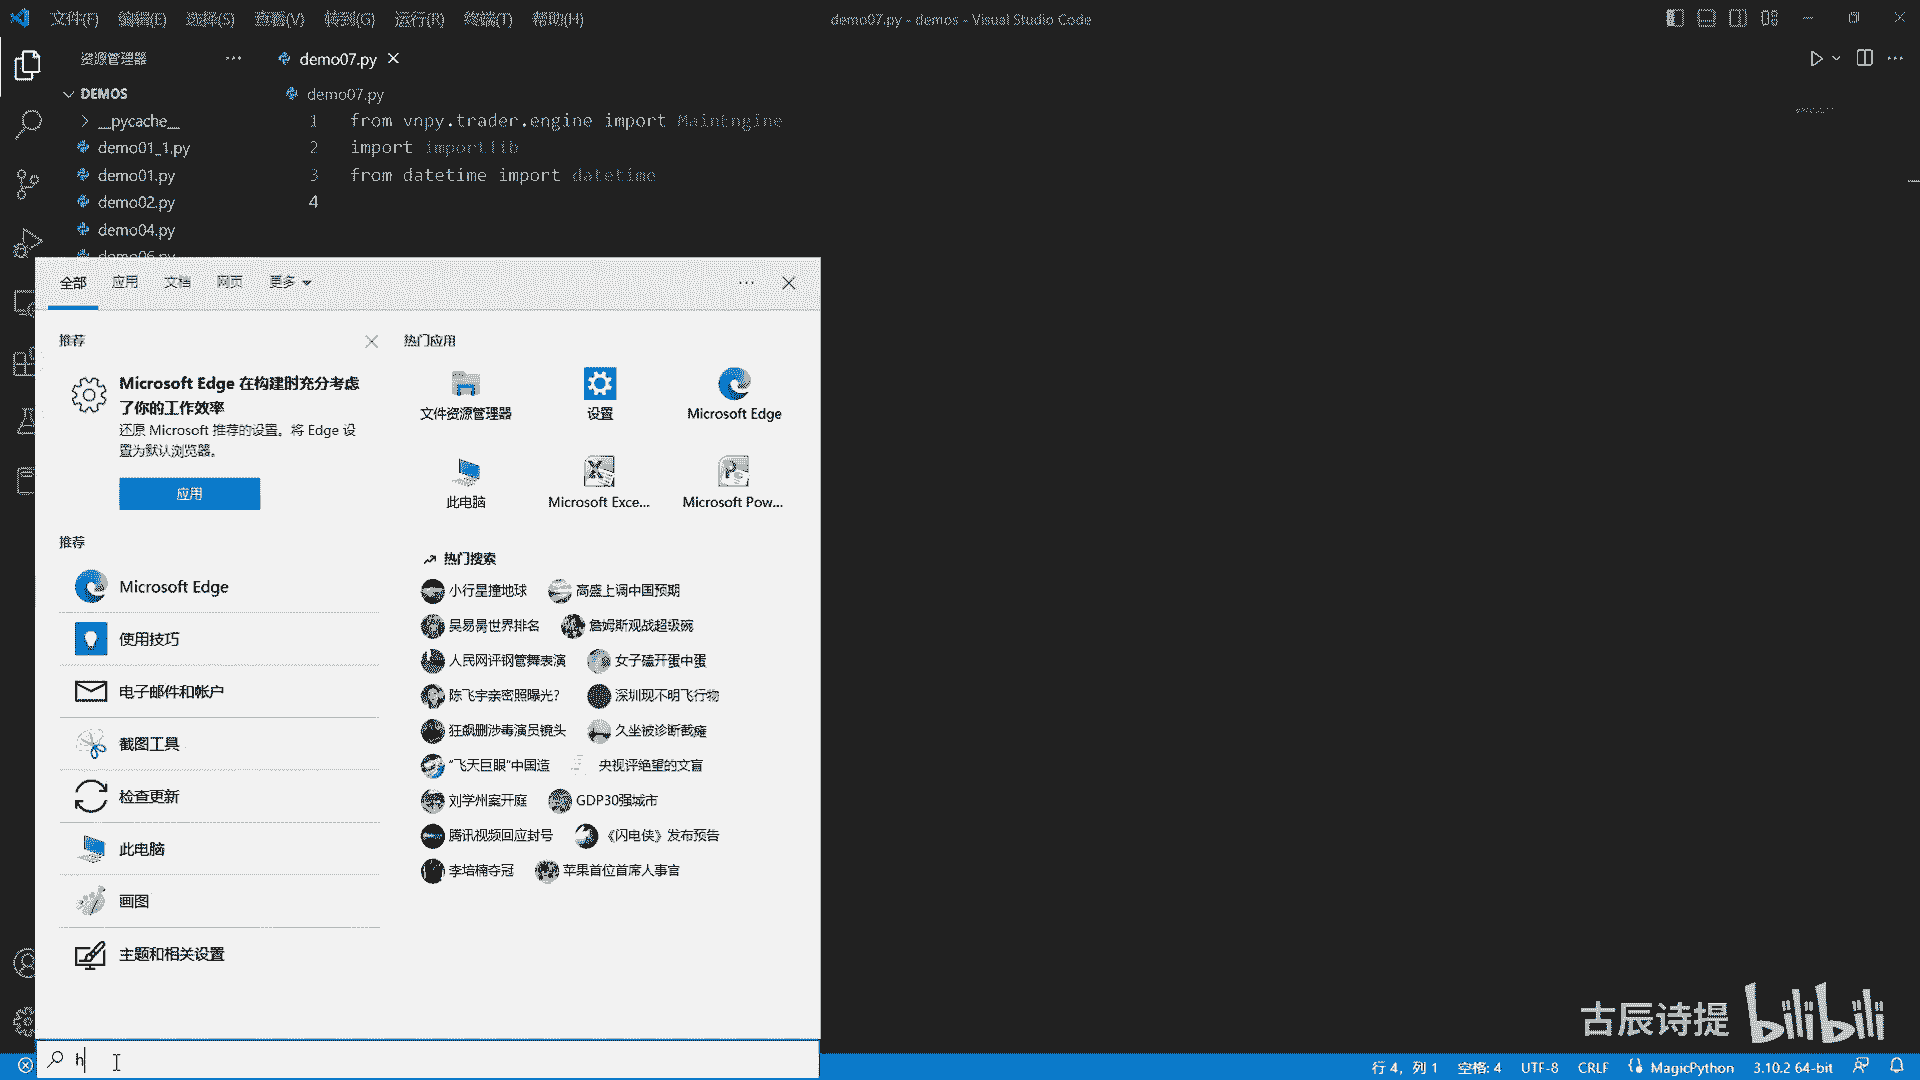 文件(F) 编辑(E) 选择(S) 查看(V) 转到(G) 运行(R) 终端(T) 帮助(H)
demo07.py - demos - Visual Studio Code
资源管理器
demo07.py
DEMOS
demo07.py
__pycache__
demo01_1.py
demo01.py
demo02.py
demo04.py
demo06.py
1 from vnpy.trader.engine import MainEngine
2 import importlib
3 from datetime import datetime
4
全部 应用 文档 网页 更多
推荐
Microsoft Edge 在构建时充分考虑
了你的工作效率
还原 Microsoft 推荐的设置。将 Edge 设
置为默认浏览器。
应用
推荐
Microsoft Edge
使用技巧
电子邮件和帐户
截图工具
检查更新
此电脑
画图
主题和相关设置
热门应用
文件资源管理器 设置 Microsoft Edge
此电脑 Microsoft Exce... Microsoft Pow...
热门搜索
小行星撞地球 高盛上调中国预期
吴易昺世界排名 詹姆斯观战超级碗
人民网评钢管舞表演 女子磕开蛋中蛋
陈飞宇亲密照曝光? 深圳现不明飞行物
狂飙删涉毒演员镜头 久坐被诊断截瘫
“飞天巨眼”中国造 央视评绝望的文盲
刘学州案开庭 GDP30强城市
腾讯视频回应封号 《闪电侠》发布预告
李培楠夺冠 苹果首位首席人事官
h
古辰诗提 bilibili
行 4，列 1 空格: 4 UTF-8 CRLF MagicPython 3.10.2 64-bit